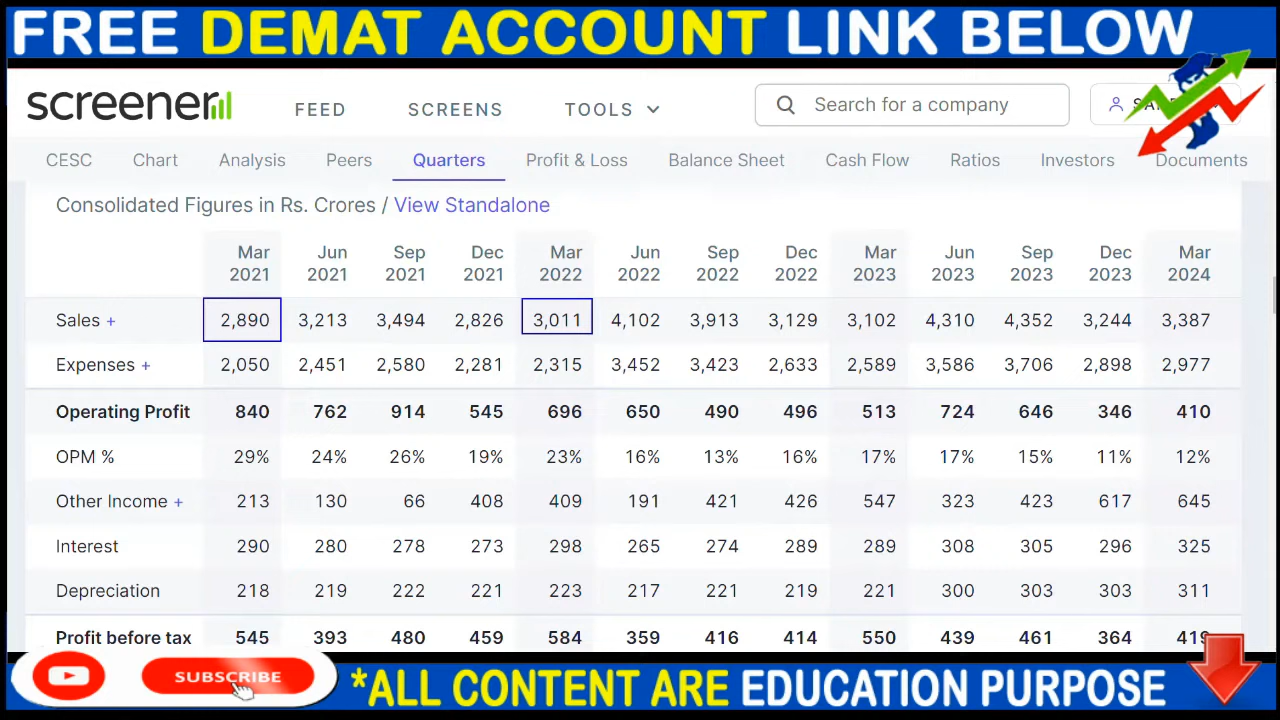 FREE DEMAT ACCOUNT LINK BELOW
screener
FEED SCREENS TOOLS Search for a company
CESC Chart Analysis Peers Quarters Profit & Loss Balance Sheet Cash Flow Ratios Investors Documents
Consolidated Figures in Rs. Crores / View Standalone
Mar Jun Sep Dec Mar Jun Sep Dec Mar Jun Sep Dec Mar
2021 2021 2021 2021 2022 2022 2022 2022 2023 2023 2023 2023 2024
Sales + 2,890 3,213 3,494 2,826 3,011 4,102 3,913 3,129 3,102 4,310 4,352 3,244 3,387
Expenses + 2,050 2,451 2,580 2,281 2,315 3,452 3,423 2,633 2,589 3,586 3,706 2,898 2,977
Operating Profit 840 762 914 545 696 650 490 496 513 724 646 346 410
OPM % 29% 24% 26% 19% 23% 16% 13% 16% 17% 17% 15% 11% 12%
Other Income + 213 130 66 408 409 191 421 426 547 323 423 617 645
Interest 290 280 278 273 298 265 274 289 289 308 305 296 325
Depreciation 218 219 222 221 223 217 221 219 221 300 303 303 311
Profit before tax 545 393 480 459 584 359 416 414 550 439 461 364 419
SUBSCRIBE
*ALL CONTENT ARE EDUCATION PURPOSE